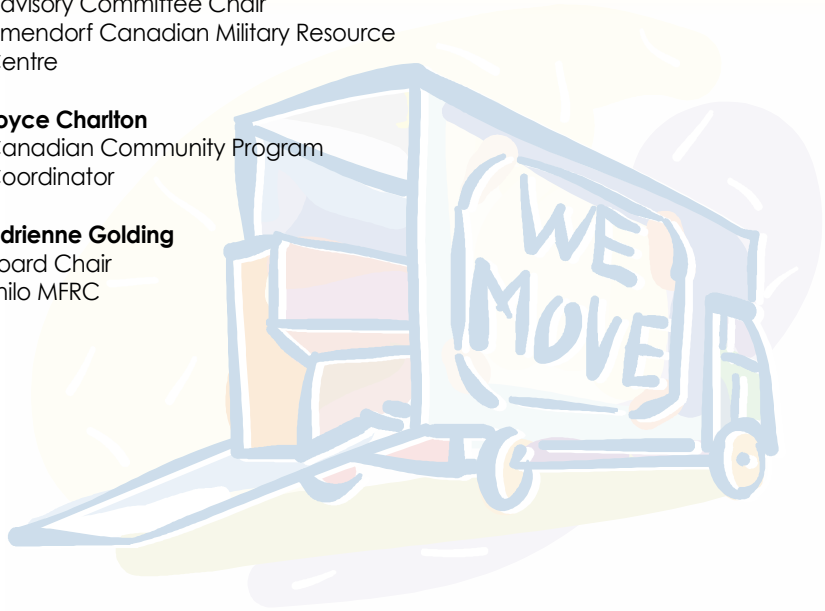 dvisory Committee Chair
mendorf Canadian Military Resource
entre
oyce Charlton
anadian Community Program
oordinator
drienne Golding
oard Chair
hilo MFRC
WE
MOVE